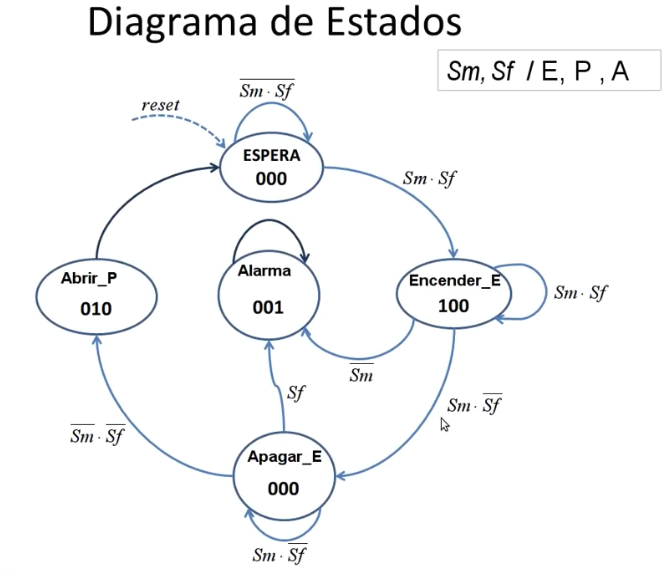 Diagrama de Estados
Sm, Sf / E, P , A
reset
$\overline{Sm \cdot Sf}$
ESPERA
000
$Sm \cdot Sf$
Abrir_P
010
Alarma
001
Encender_E
100
$Sm \cdot Sf$
$\overline{Sm}$
Sf
$Sm \cdot \overline{Sf}$
$\overline{Sm} \cdot \overline{Sf}$
Apagar_E
000
$Sm \cdot \overline{Sf}$